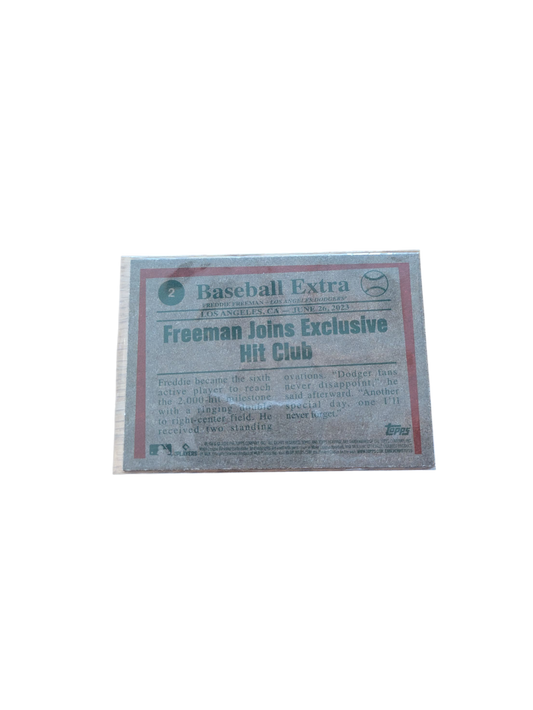 2
Baseball Extra
FREDDIE FREEMAN • LOS ANGELES DODGERS®
LOS ANGELES, CA — JUNE 26, 2023
Freeman Joins Exclusive
Hit Club
Freddie became the sixth
active player to reach
the 2,000-hit milestone
with a ringing double
to right-center field. He
received two standing
ovations. "Dodger fans
never disappoint," he
said afterward. "Another
special day, one I'll
never forget."
PLAYERS
topps